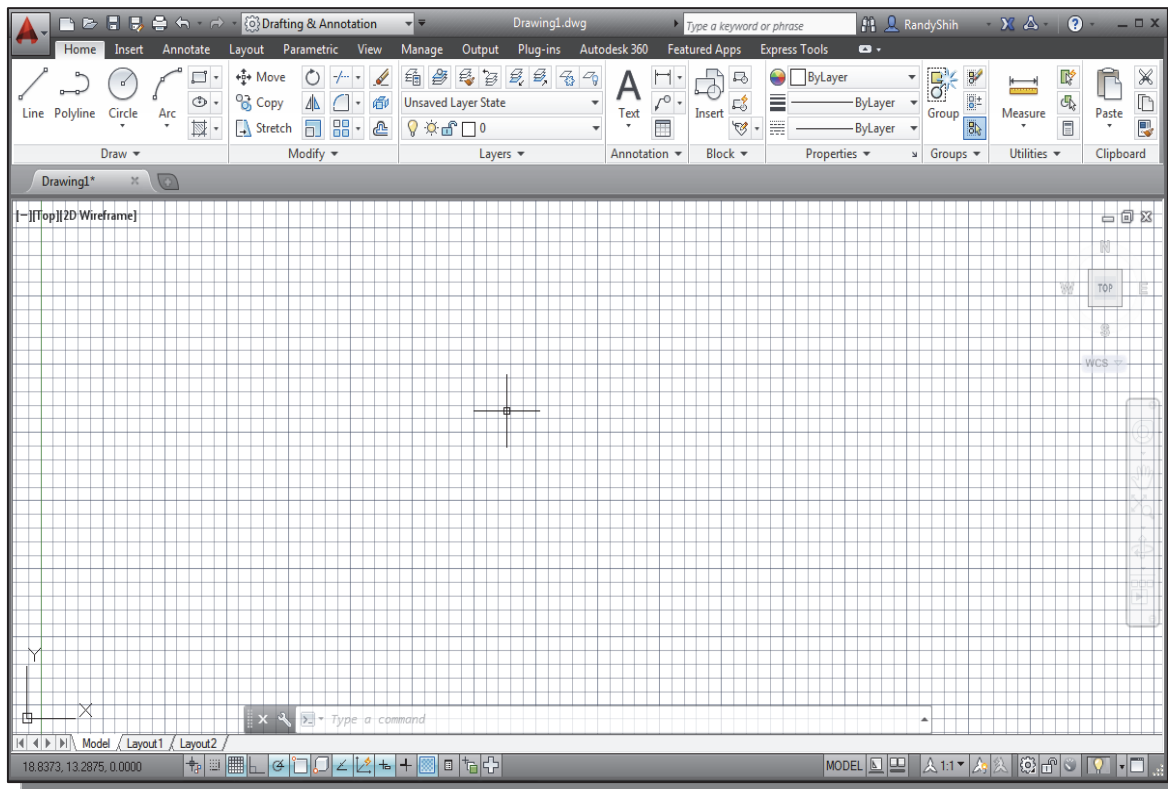 Drafting & Annotation Drawing1.dwg Type a keyword or phrase RandyShih
Home Insert Annotate Layout Parametric View Manage Output Plug-ins Autodesk 360 Featured Apps Express Tools
Line Polyline Circle Arc
Move
Copy
Stretch
Unsaved Layer State
0
Text
Insert
ByLayer
ByLayer
ByLayer
Group
Measure
Paste
Draw Modify Layers Annotation Block Properties Groups Utilities Clipboard
Drawing1*
[−][Top][2D Wireframe]
N
W TOP E
S
WCS
Y
X
Type a command
Model Layout1 Layout2
18.8373, 13.2875, 0.0000 MODEL 1:1